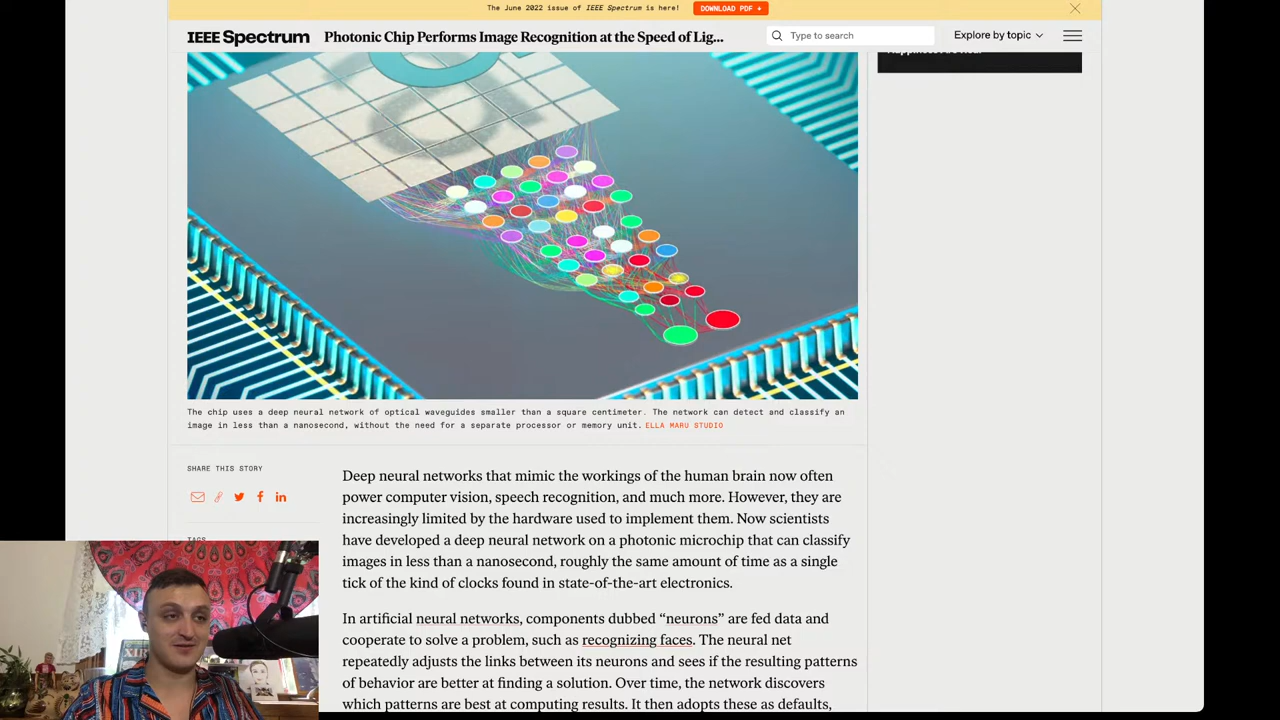 The June 2022 issue of IEEE Spectrum is here! DOWNLOAD PDF +
IEEE Spectrum Photonic Chip Performs Image Recognition at the Speed of Lig... Type to search Explore by topic
The chip uses a deep neural network of optical waveguides smaller than a square centimeter. The network can detect and classify an
image in less than a nanosecond, without the need for a separate processor or memory unit. ELLA MARU STUDIO
SHARE THIS STORY
TAGS
Deep neural networks that mimic the workings of the human brain now often
power computer vision, speech recognition, and much more. However, they are
increasingly limited by the hardware used to implement them. Now scientists
have developed a deep neural network on a photonic microchip that can classify
images in less than a nanosecond, roughly the same amount of time as a single
tick of the kind of clocks found in state-of-the-art electronics.
In artificial neural networks, components dubbed “neurons” are fed data and
cooperate to solve a problem, such as recognizing faces. The neural net
repeatedly adjusts the links between its neurons and sees if the resulting patterns
of behavior are better at finding a solution. Over time, the network discovers
which patterns are best at computing results. It then adopts these as defaults,